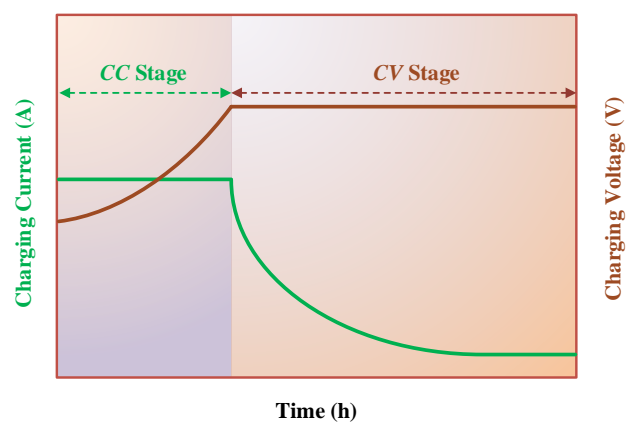 CC Stage
CV Stage
Charging Current (A)
Charging Voltage (V)
Time (h)